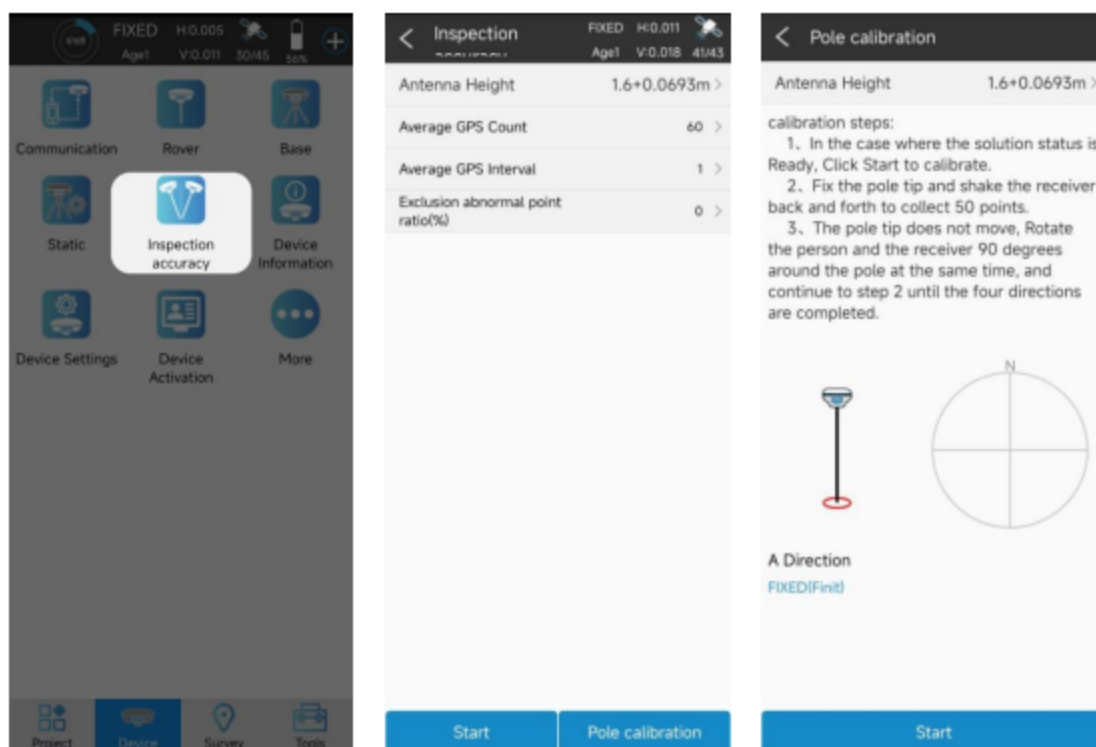 FIXED H:0.005
Age1 V:0.011 30/45 56%
Communication Rover Base
Static Inspection accuracy Device Information
Device Settings Device Activation More
Project Device Survey Tools
Inspection
FIXED H:0.011
Age1 V:0.018 41/43
Antenna Height 1.6+0.0693m >
Average GPS Count 60 >
Average GPS Interval 1 >
Exclusion abnormal point
ratio(%) 0 >
Start Pole calibration
Pole calibration
Antenna Height 1.6+0.0693m >
calibration steps:
1、In the case where the solution status is
Ready, Click Start to calibrate.
2、Fix the pole tip and shake the receiver
back and forth to collect 50 points.
3、The pole tip does not move, Rotate
the person and the receiver 90 degrees
around the pole at the same time, and
continue to step 2 until the four directions
are completed.
N
A Direction
FIXED(Finit)
Start